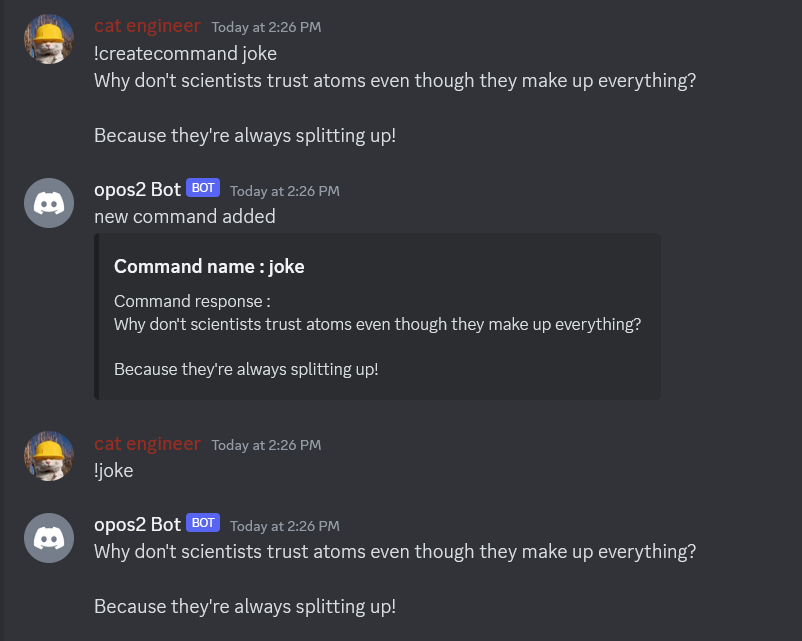 cat engineer Today at 2:26 PM
!createcommand joke
Why don't scientists trust atoms even though they make up everything?
Because they're always splitting up!
opos2 Bot BOT Today at 2:26 PM
new command added
Command name : joke
Command response :
Why don't scientists trust atoms even though they make up everything?
Because they're always splitting up!
cat engineer Today at 2:26 PM
!joke
opos2 Bot BOT Today at 2:26 PM
Why don't scientists trust atoms even though they make up everything?
Because they're always splitting up!